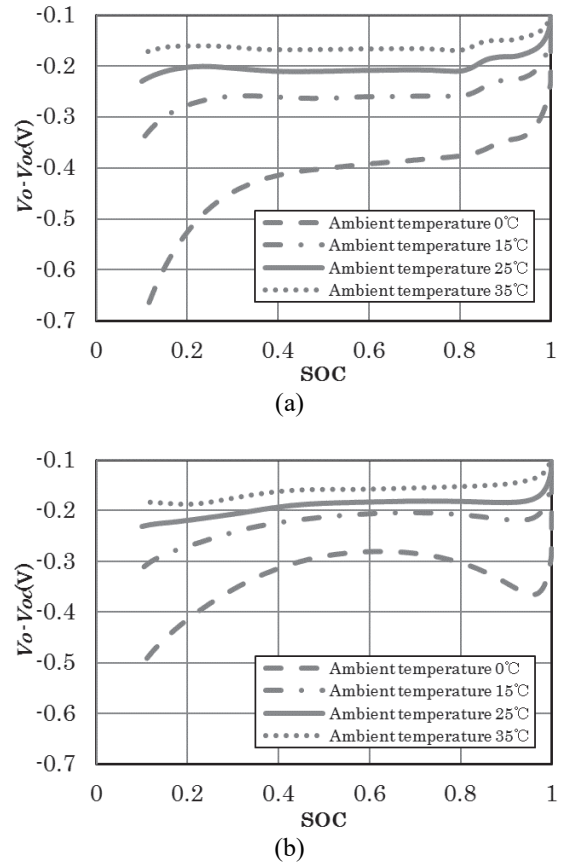 -0.1
-0.2
-0.3
-0.4
-0.5
-0.6
-0.7
Vo-Voc(V)
Ambient temperature 0℃
Ambient temperature 15℃
Ambient temperature 25℃
Ambient temperature 35℃
0 0.2 0.4 0.6 0.8 1
SOC
(a)
-0.1
-0.2
-0.3
-0.4
-0.5
-0.6
-0.7
Vo-Voc(V)
Ambient temperature 0℃
Ambient temperature 15℃
Ambient temperature 25℃
Ambient temperature 35℃
0 0.2 0.4 0.6 0.8 1
SOC
(b)